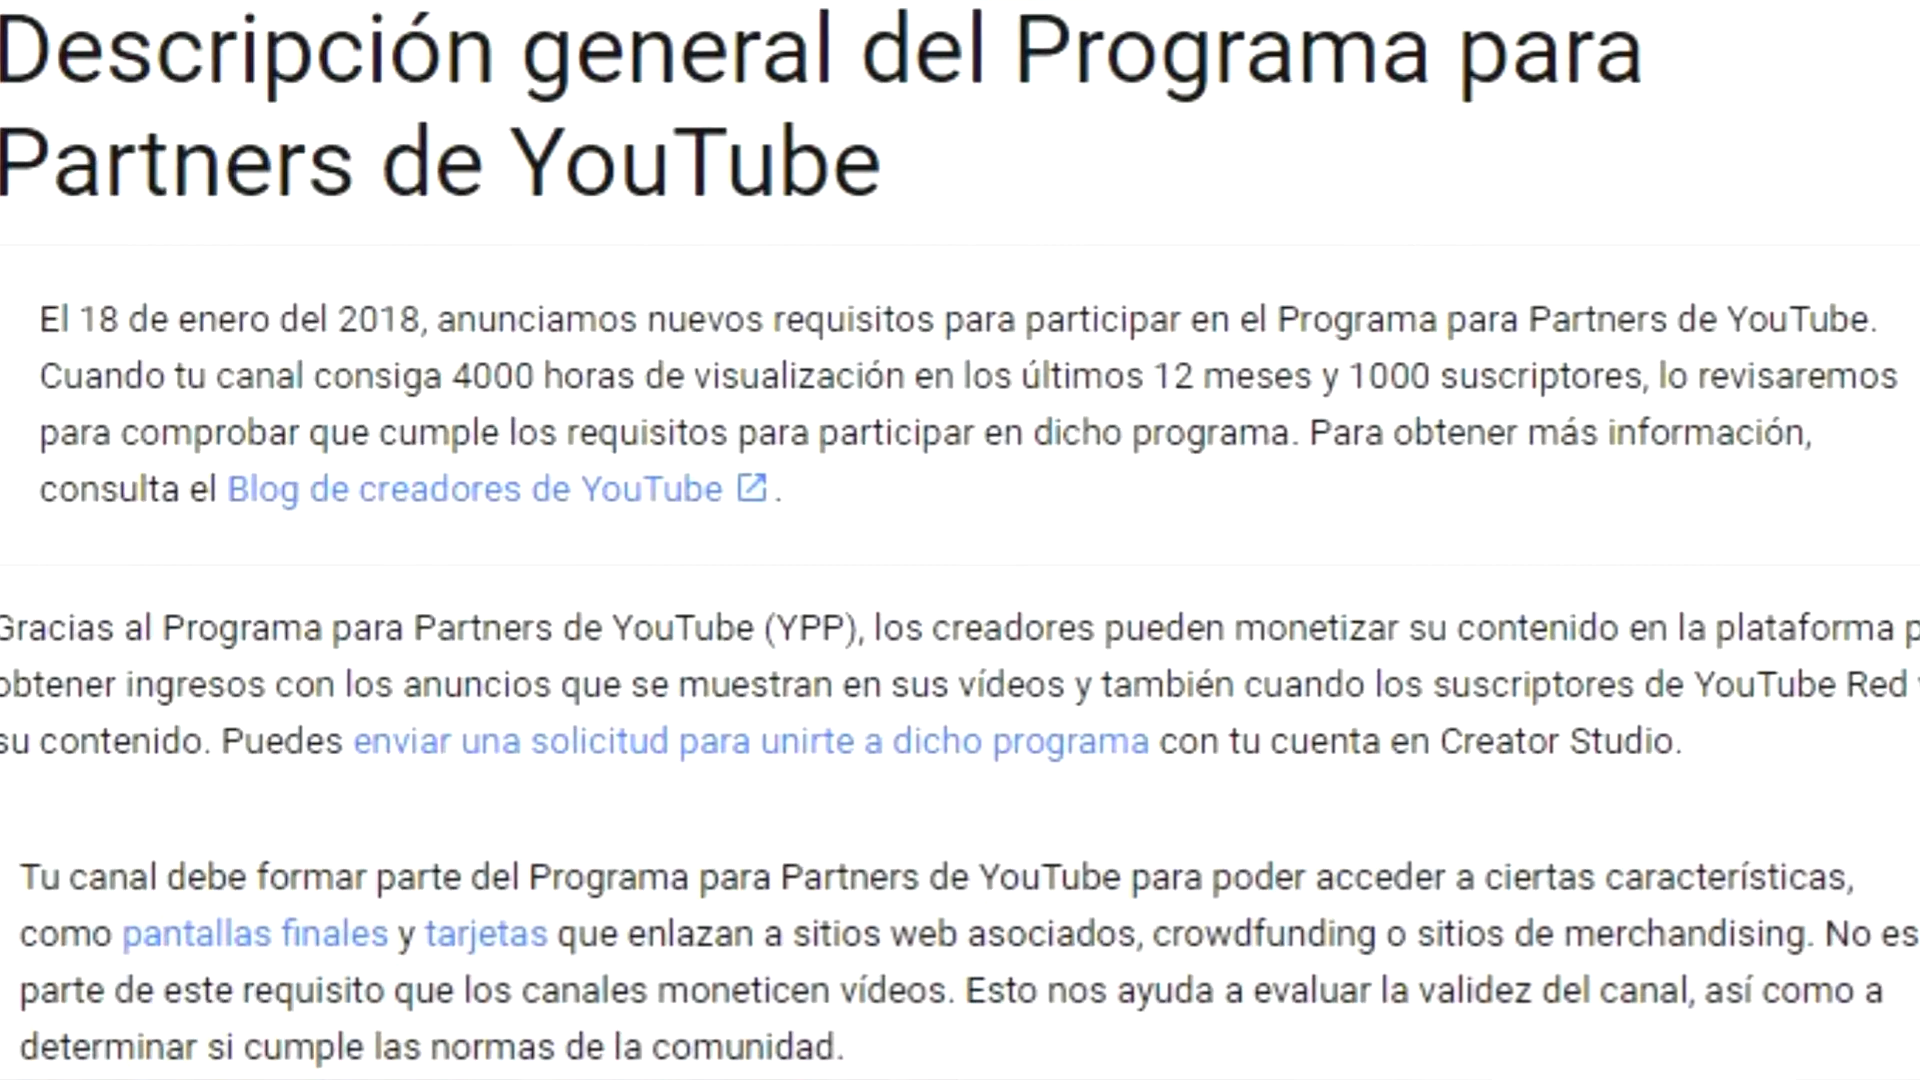 Descripción general del Programa para
Partners de YouTube
El 18 de enero del 2018, anunciamos nuevos requisitos para participar en el Programa para Partners de YouTube.
Cuando tu canal consiga 4000 horas de visualización en los últimos 12 meses y 1000 suscriptores, lo revisaremos
para comprobar que cumple los requisitos para participar en dicho programa. Para obtener más información,
consulta el Blog de creadores de YouTube .
Gracias al Programa para Partners de YouTube (YPP), los creadores pueden monetizar su contenido en la plataforma
obtener ingresos con los anuncios que se muestran en sus vídeos y también cuando los suscriptores de YouTube Red
su contenido. Puedes enviar una solicitud para unirte a dicho programa con tu cuenta en Creator Studio.
Tu canal debe formar parte del Programa para Partners de YouTube para poder acceder a ciertas características,
como pantallas finales y tarjetas que enlazan a sitios web asociados, crowdfunding o sitios de merchandising. No es
parte de este requisito que los canales moneticen vídeos. Esto nos ayuda a evaluar la validez del canal, así como a
determinar si cumple las normas de la comunidad.